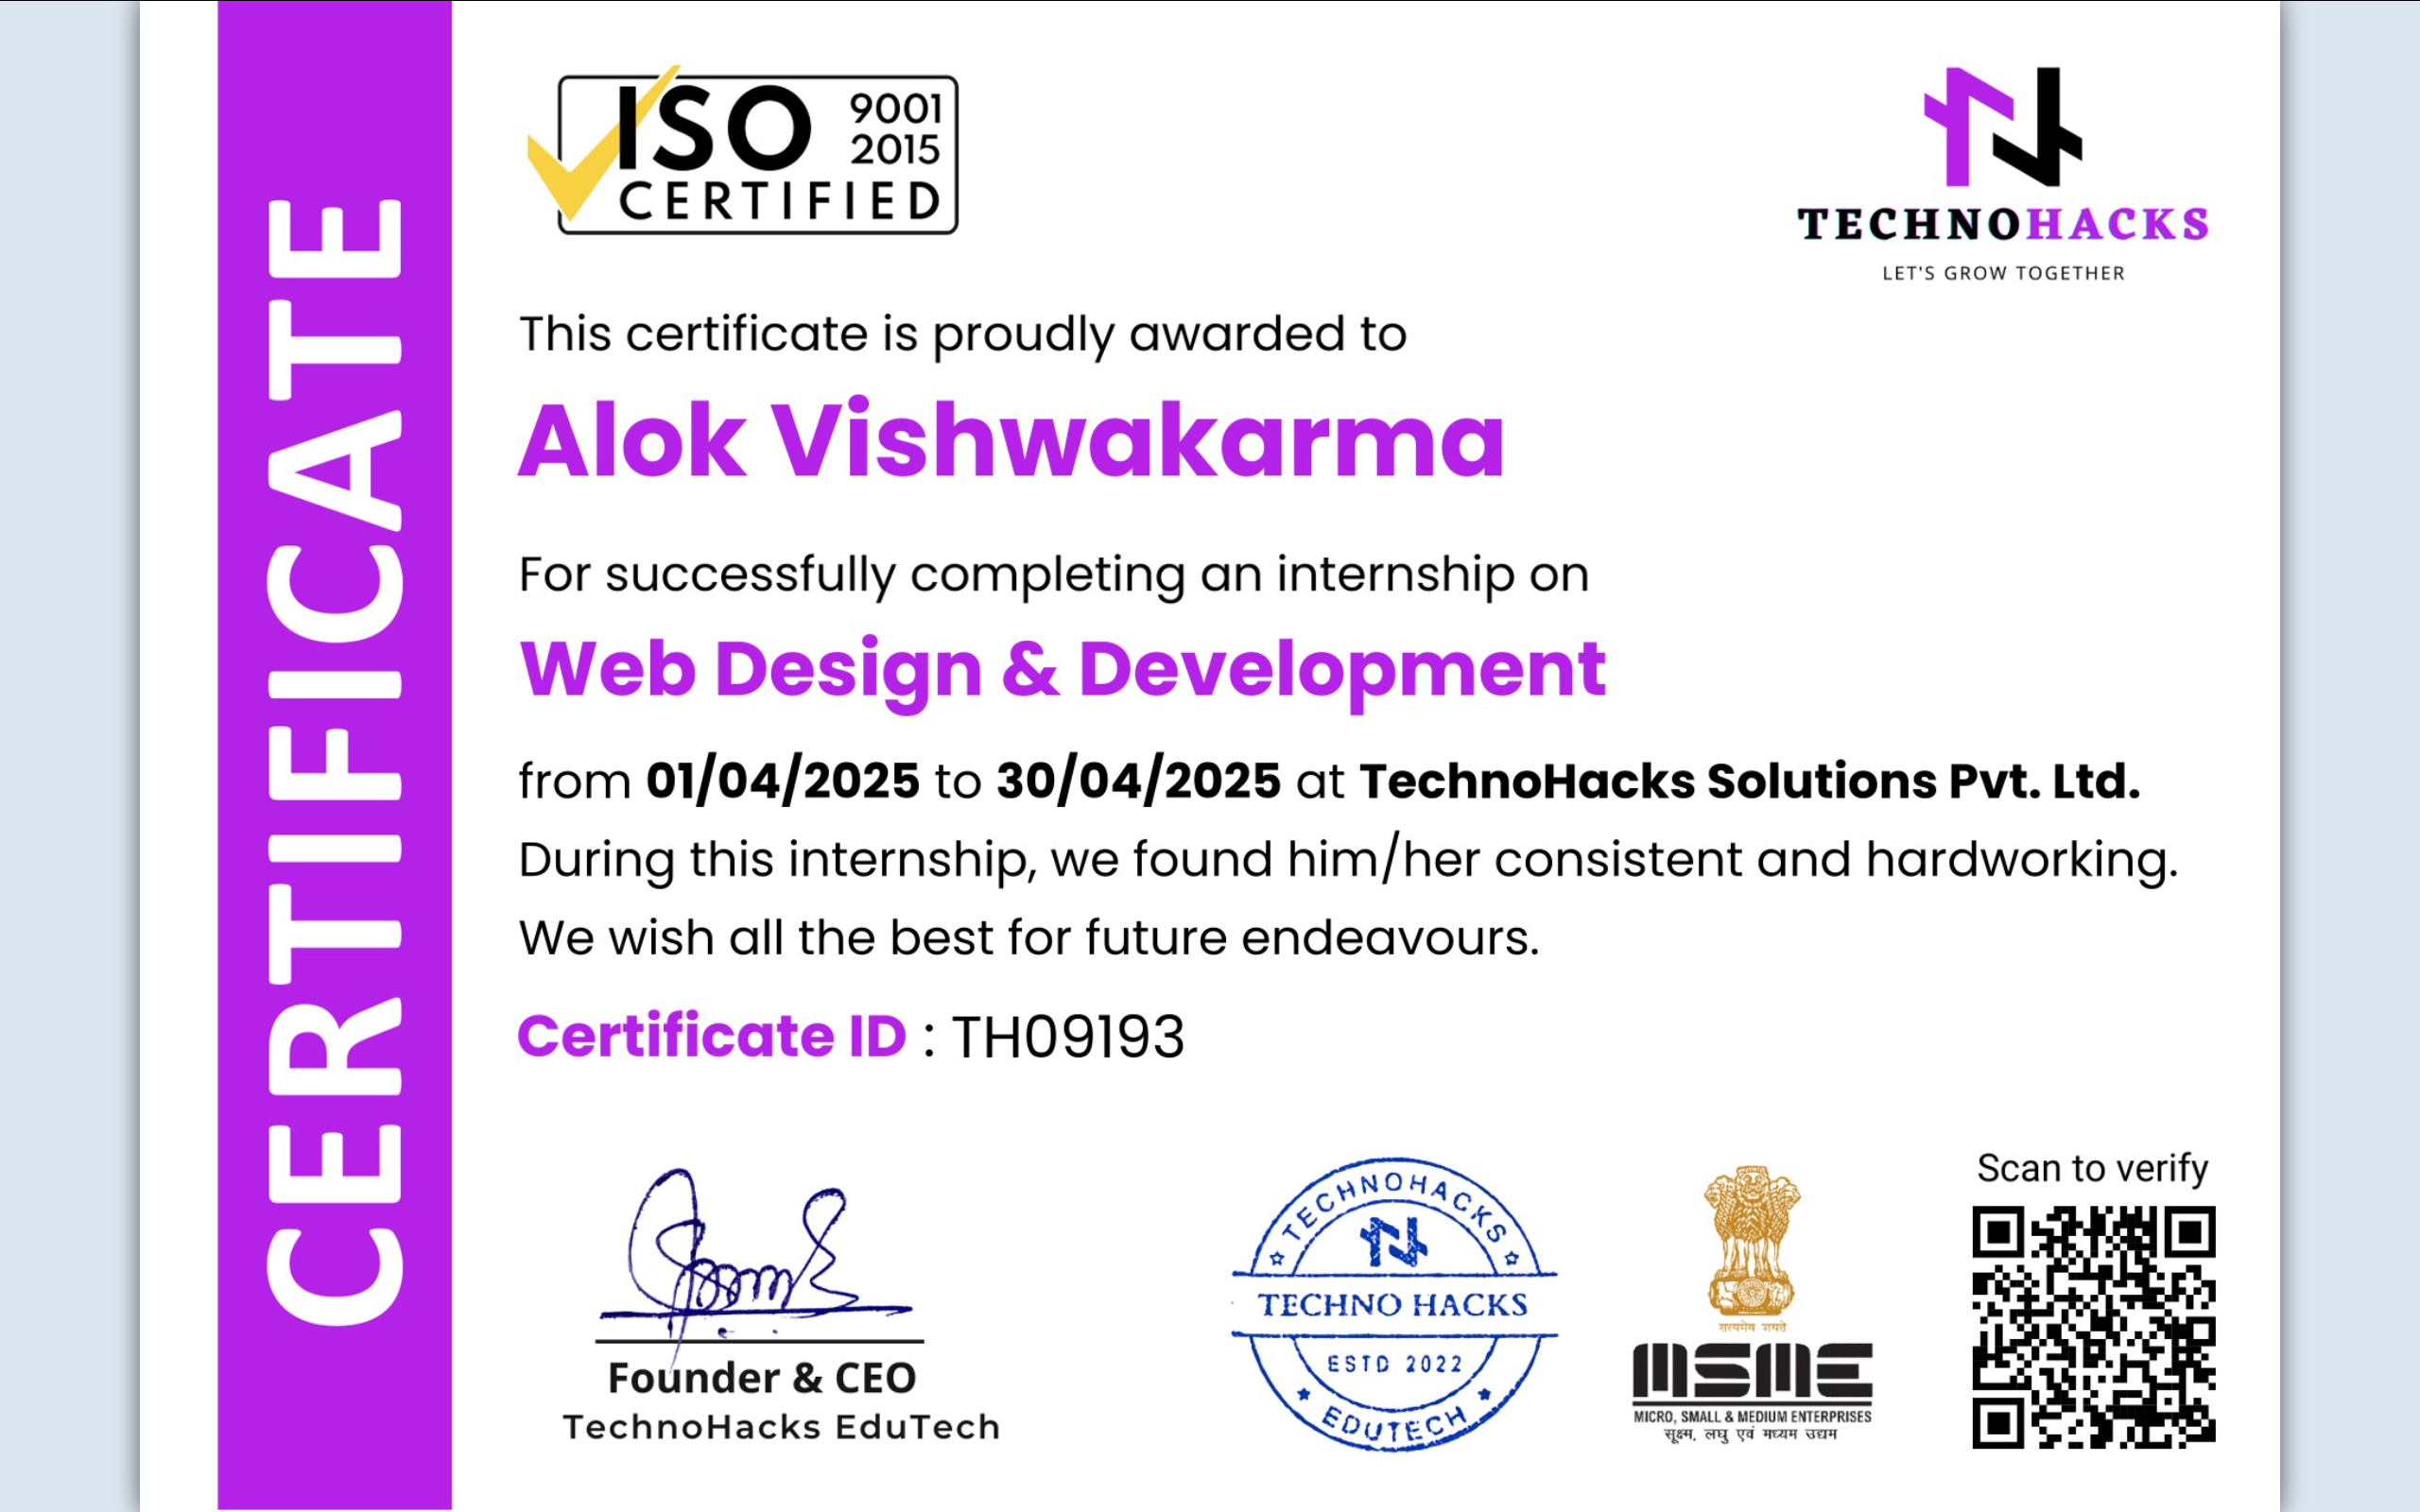 CERTIFICATE
ISO 9001
2015
CERTIFIED
TECHNOHACKS
LET'S GROW TOGETHER
This certificate is proudly awarded to
Alok Vishwakarma
For successfully completing an internship on
Web Design & Development
from 01/04/2025 to 30/04/2025 at TechnoHacks Solutions Pvt. Ltd.
During this internship, we found him/her consistent and hardworking.
We wish all the best for future endeavours.
Certificate ID : TH09193
Founder & CEO
TechnoHacks EduTech
TECHNOHACKS
TECHNO HACKS
ESTD 2022
EDUTECH
सत्यमेव जयते
MSME
MICRO, SMALL & MEDIUM ENTERPRISES
सूक्ष्म, लघु एवं मध्यम उद्यम
Scan to verify